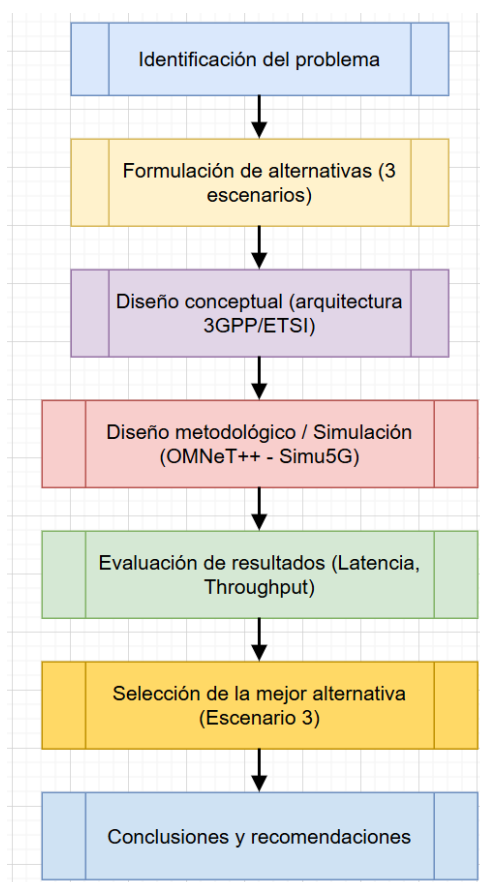 Identificación del problema
Formulación de alternativas (3
escenarios)
Diseño conceptual (arquitectura
3GPP/ETSI)
Diseño metodológico / Simulación
(OMNeT++ - Simu5G)
Evaluación de resultados (Latencia,
Throughput)
Selección de la mejor alternativa
(Escenario 3)
Conclusiones y recomendaciones